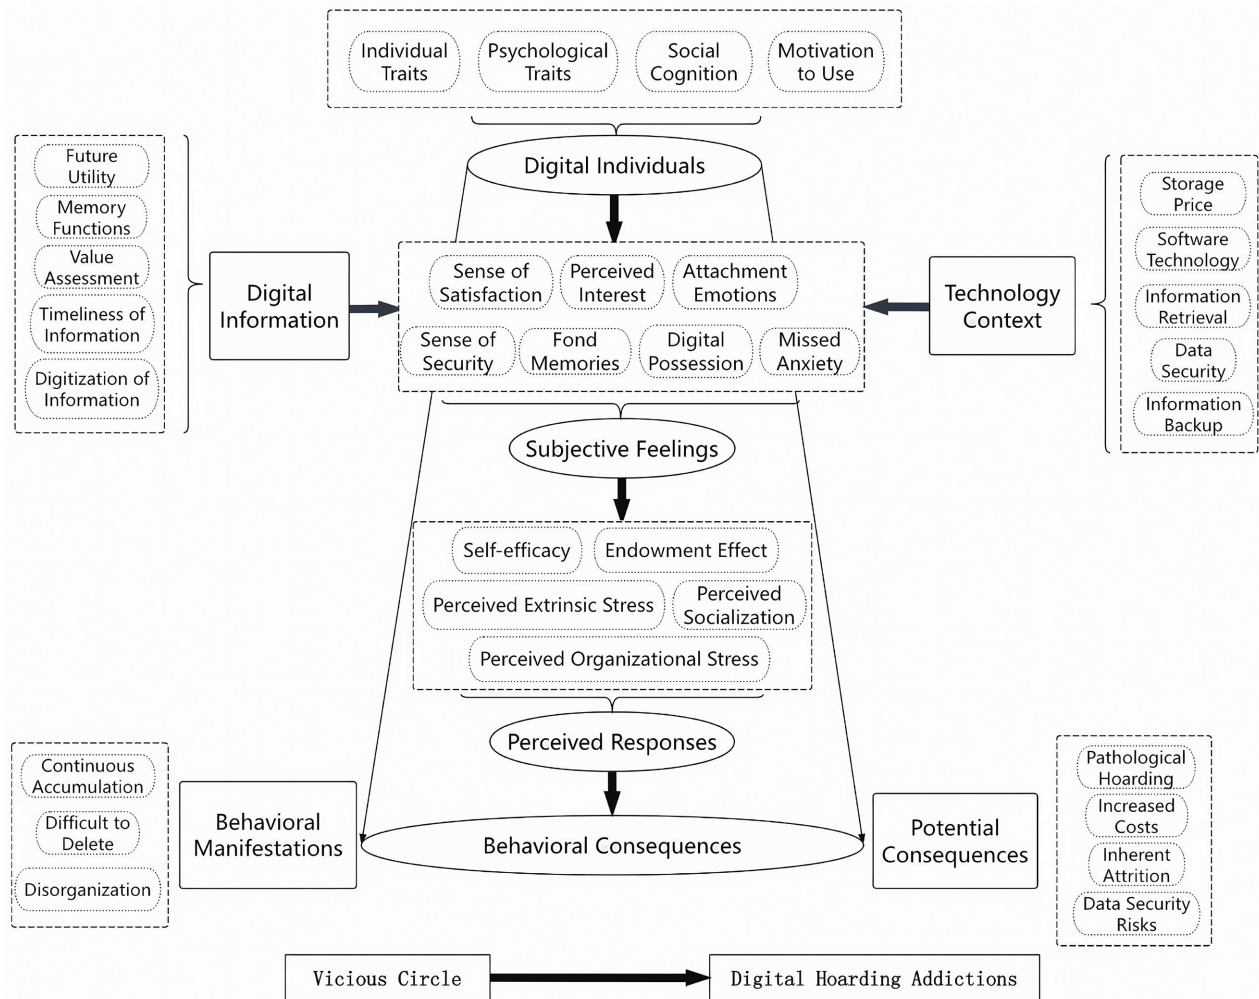 Individual
Traits
Psychological
Traits
Social
Cognition
Motivation
to Use
Digital Individuals
Future
Utility
Memory
Functions
Value
Assessment
Timeliness of
Information
Digitization of
Information
Digital
Information
Sense of
Satisfaction
Perceived
Interest
Attachment
Emotions
Sense of
Security
Fond
Memories
Digital
Possession
Missed
Anxiety
Technology
Context
Storage
Price
Software
Technology
Information
Retrieval
Data
Security
Information
Backup
Subjective Feelings
Self-efficacy
Endowment Effect
Perceived Extrinsic Stress
Perceived
Socialization
Perceived Organizational Stress
Perceived Responses
Continuous
Accumulation
Difficult to
Delete
Disorganization
Behavioral
Manifestations
Behavioral Consequences
Potential
Consequences
Pathological
Hoarding
Increased
Costs
Inherent
Attrition
Data Security
Risks
Vicious Circle
Digital Hoarding Addictions